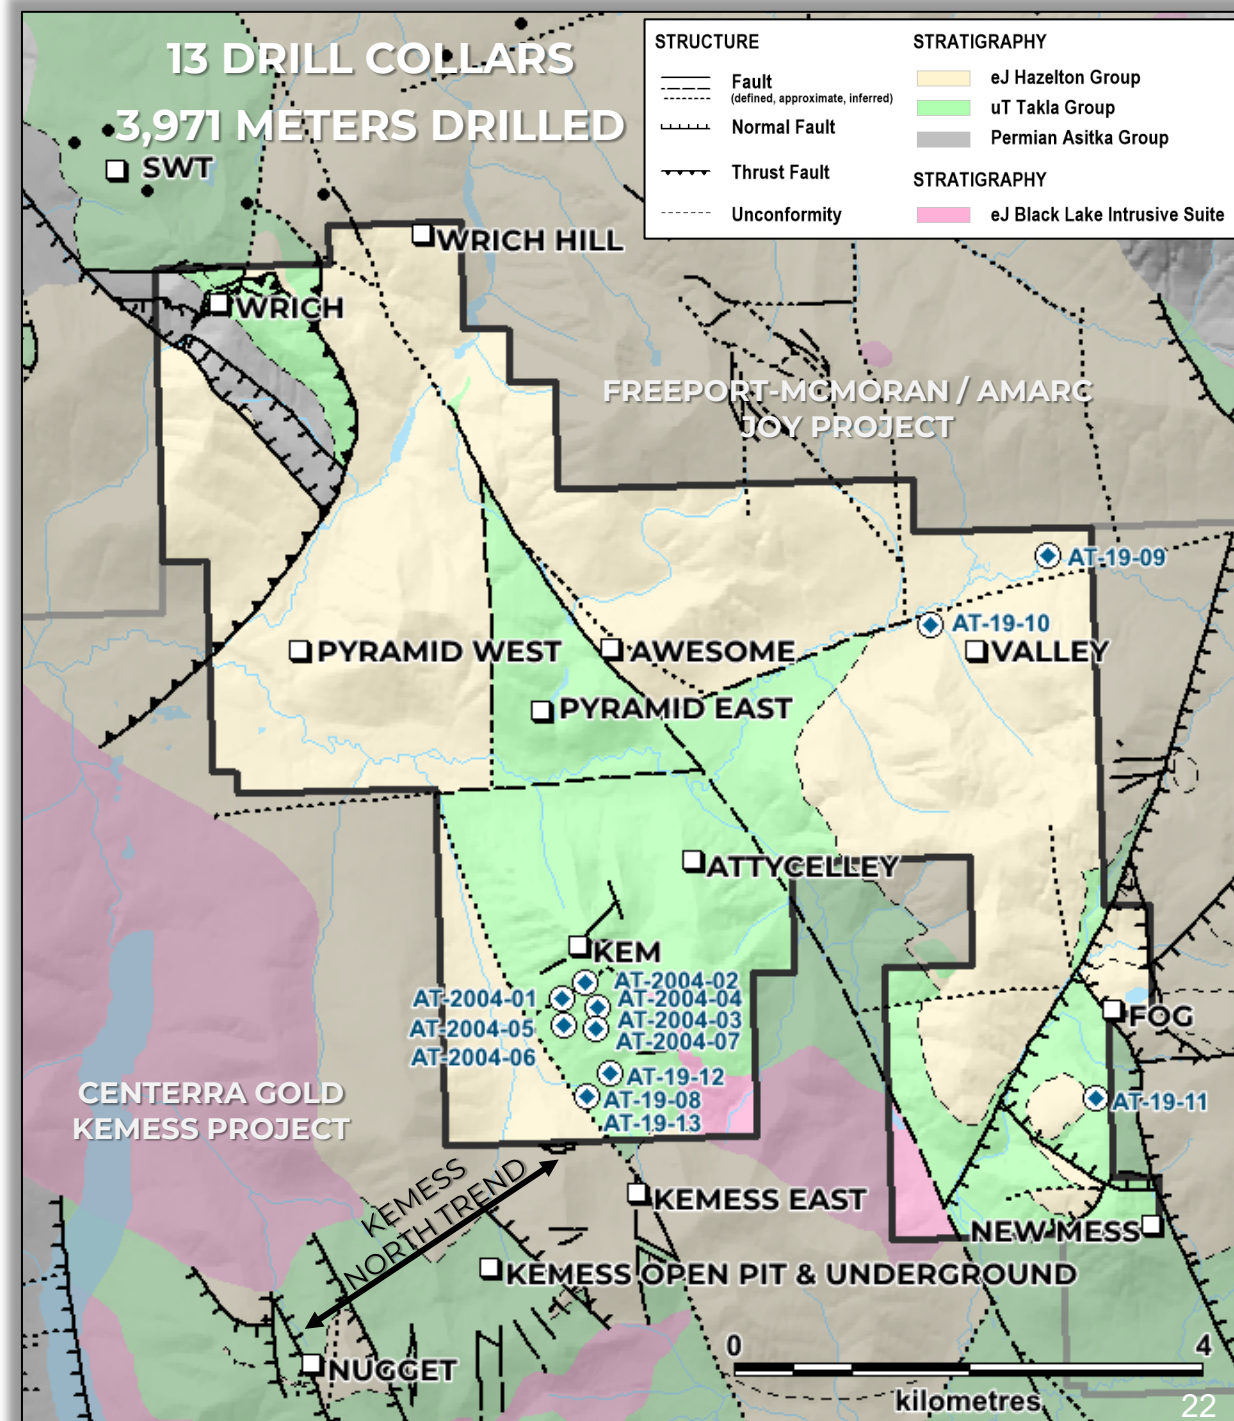 13 DRILL COLLARS
3,971 METERS DRILLED
STRUCTURE
Fault
(defined, approximate, inferred)
Normal Fault
Thrust Fault
Unconformity
STRATIGRAPHY
eJ Hazelton Group
uT Takla Group
Permian Asitka Group
STRATIGRAPHY
eJ Black Lake Intrusive Suite
SWT
WRICH HILL
WRICH
FREEPORT-MCMORAN / AMARC
JOY PROJECT
AT-19-09
AT-19-10
PYRAMID WEST
AWESOME
VALLEY
PYRAMID EAST
ATTYCELLEY
KEM
AT-2004-02
AT-2004-01
AT-2004-04
AT-2004-03
AT-2004-05
AT-2004-07
AT-2004-06
FOG
AT-19-12
AT-19-08
AT-19-13
AT-19-11
CENTERRA GOLD
KEMESS PROJECT
KEMESS
NORTH TREND
KEMESS EAST
NEW MESS
KEMESS OPEN PIT & UNDERGROUND
NUGGET
0 4
kilometres
22